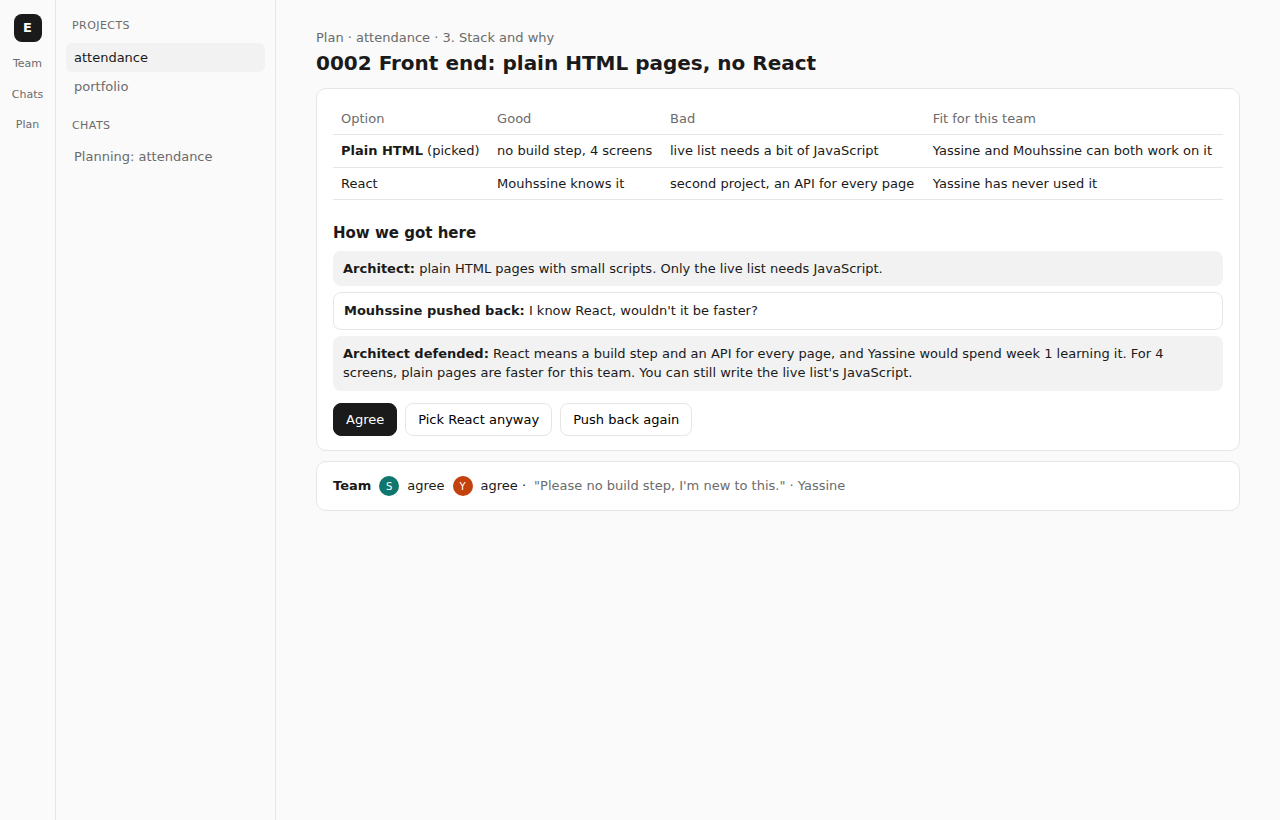 E
Team
Chats
Plan
PROJECTS
attendance
portfolio
CHATS
Planning: attendance
Plan · attendance · 3. Stack and why
0002 Front end: plain HTML pages, no React
Option Good Bad Fit for this team
Plain HTML (picked) no build step, 4 screens live list needs a bit of JavaScript Yassine and Mouhssine can both work on it
React Mouhssine knows it second project, an API for every page Yassine has never used it
How we got here
Architect: plain HTML pages with small scripts. Only the live list needs JavaScript.
Mouhssine pushed back: I know React, wouldn't it be faster?
Architect defended: React means a build step and an API for every page, and Yassine would spend week 1 learning it. For 4
screens, plain pages are faster for this team. You can still write the live list's JavaScript.
Agree Pick React anyway Push back again
Team S agree Y agree · "Please no build step, I'm new to this." · Yassine